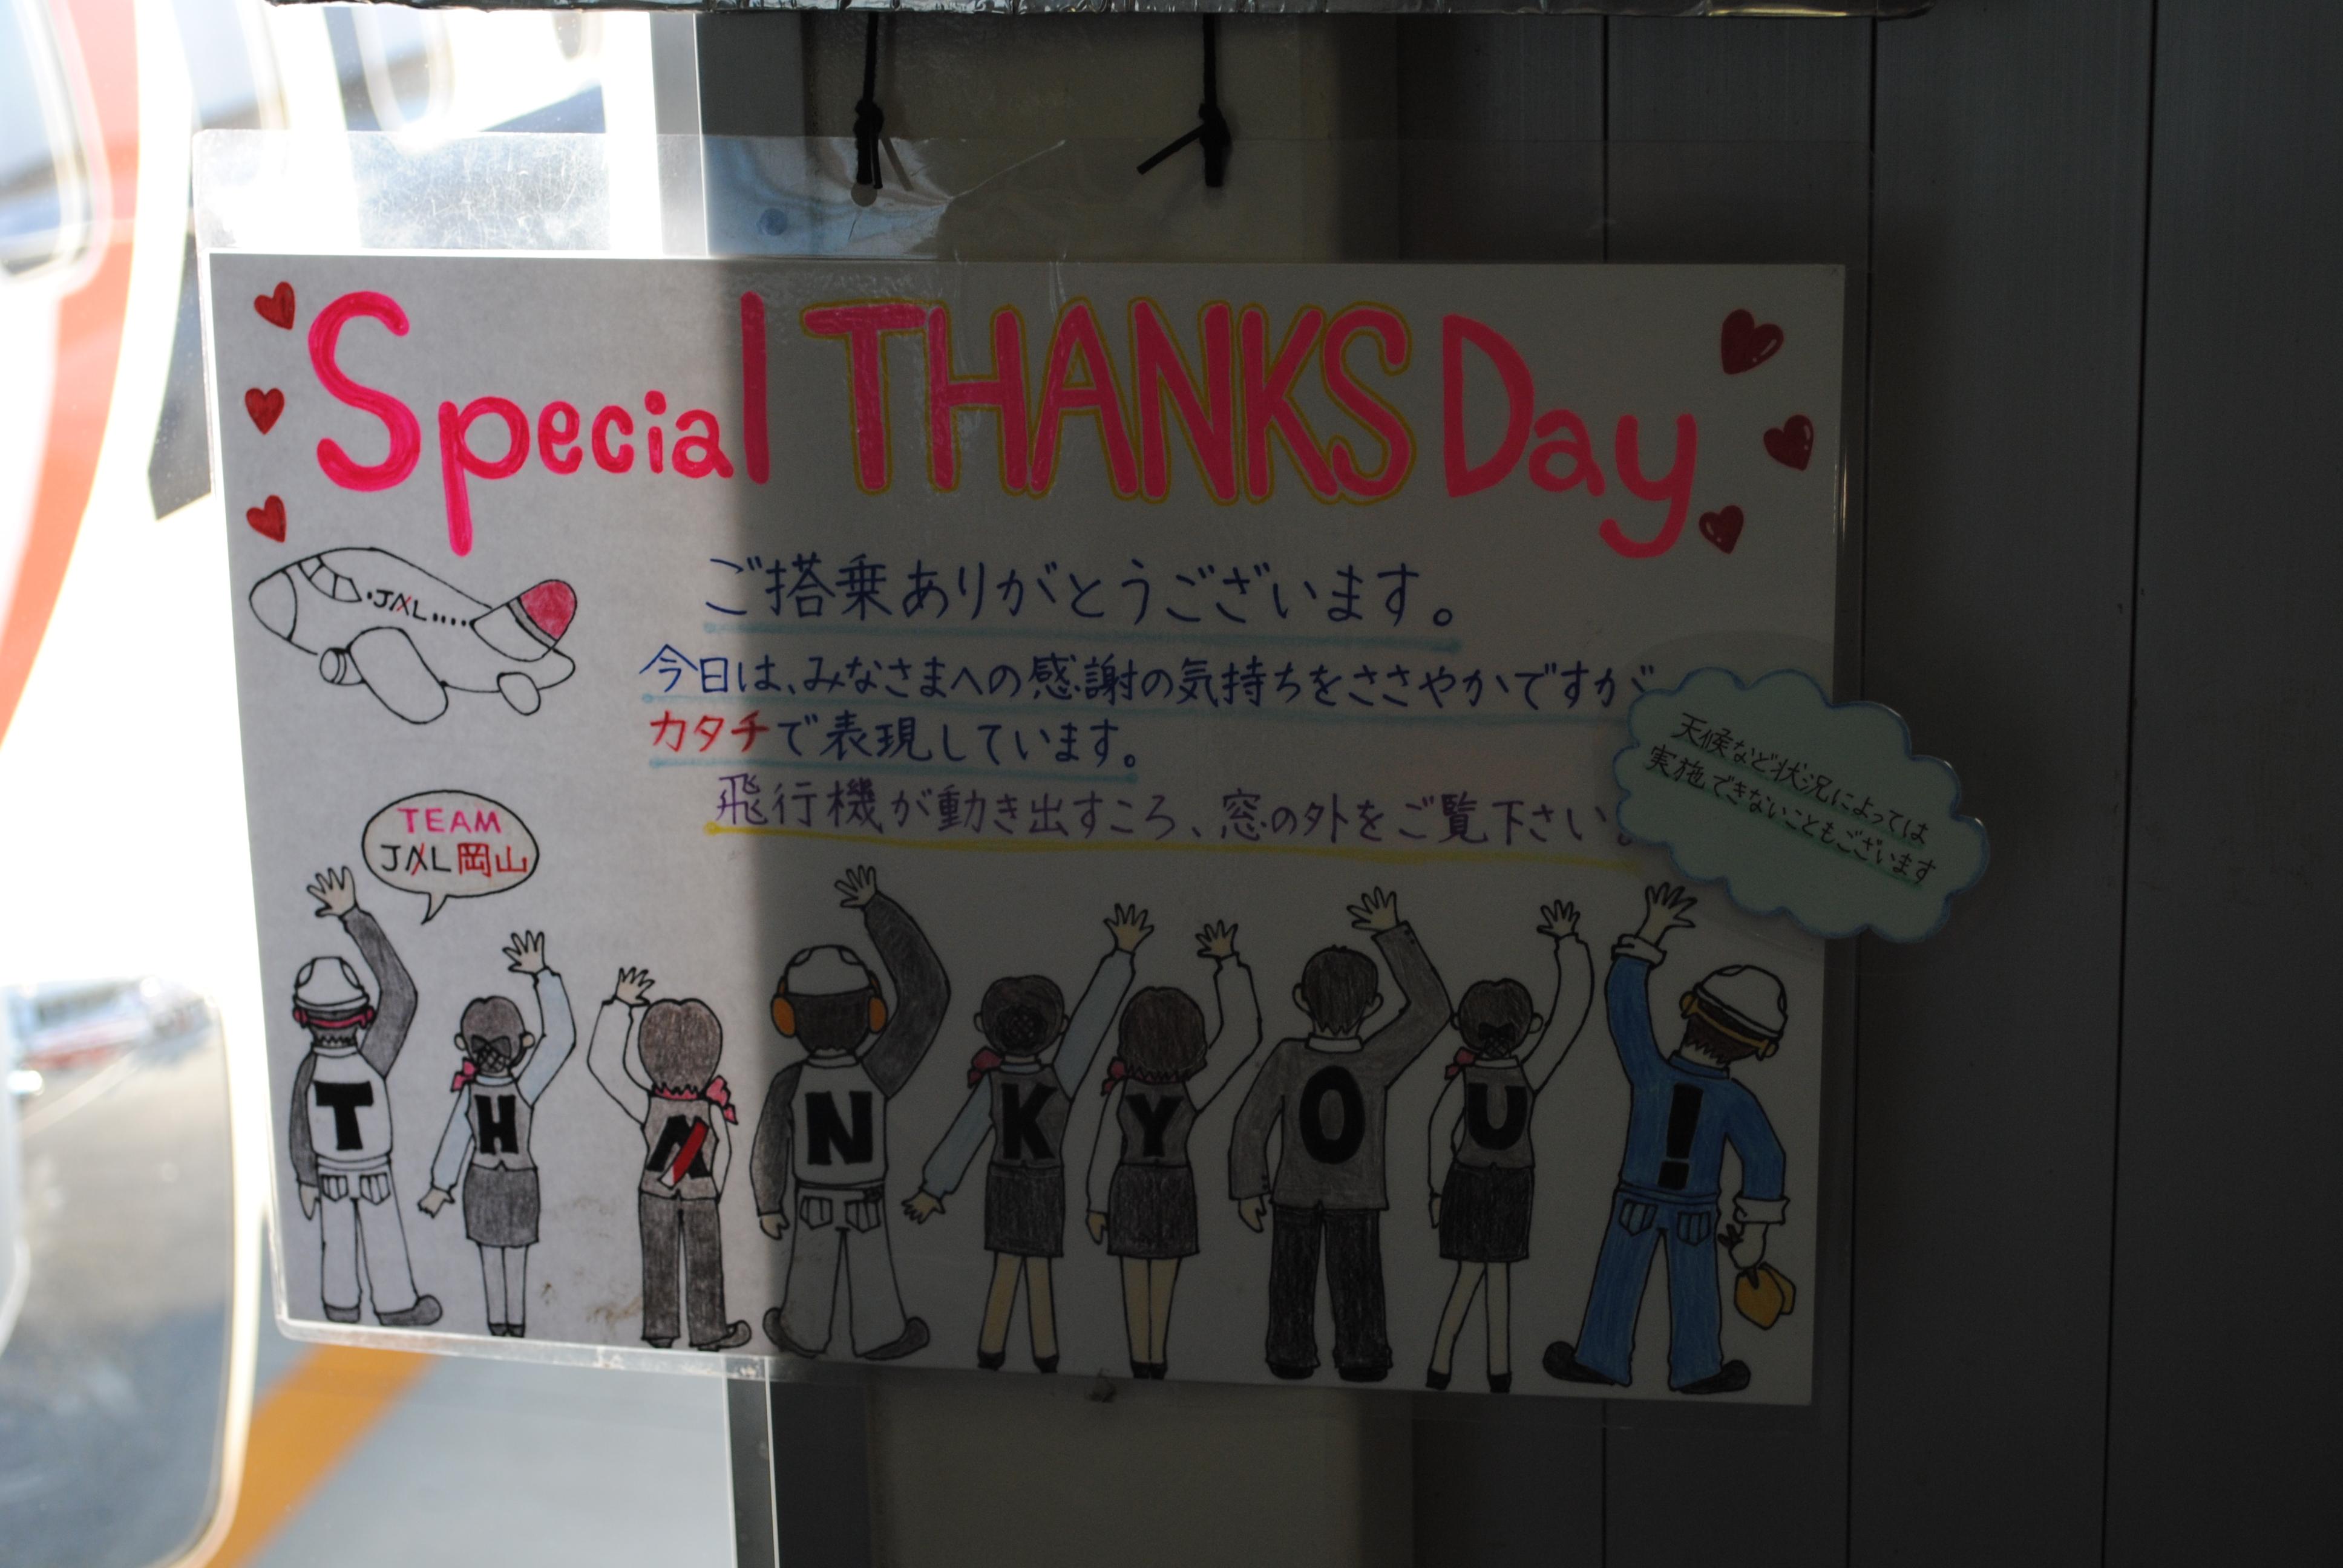 Special THANKS Day
ご搭乗ありがとうございます。
今日は、みなさまへの感謝の気持ちをささやかですが
カタチで表現しています。
飛行機が動き出すころ、窓の外をご覧下さい。
天候など状況によっては
実施できないこともございます
JAL
TEAM
JAL岡山
THANKYOU!